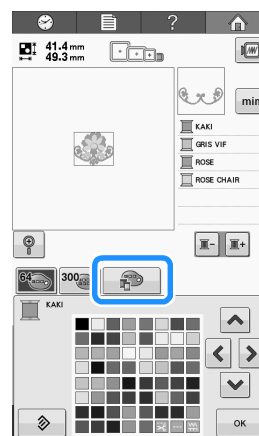 ?
41.4 mm
49.3 mm
min
KAKI
GRIS VIF
ROSE
ROSE CHAIR
64
300
- +
KAKI
OK